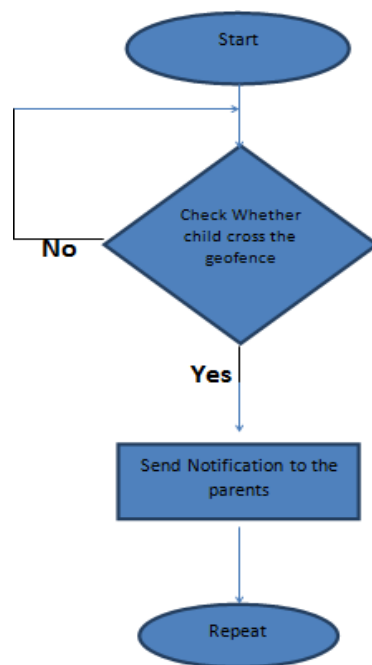 Start
Check Whether
child cross the
geofence
No
Yes
Send Notification to the
parents
Repeat